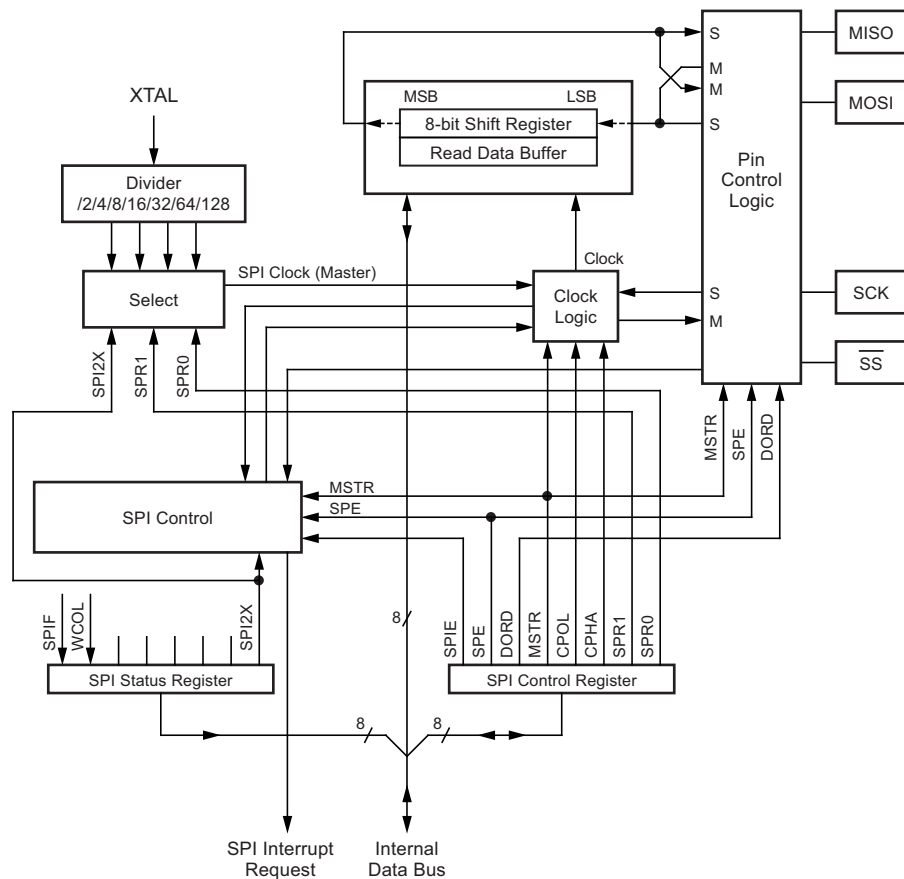 S
MISO
M
M
XTAL
MSB
LSB
MOSI
8-bit Shift Register
S
Read Data Buffer
Pin
Control
Logic
Divider
/2/4/8/16/32/64/128
SPI Clock (Master)
Clock
Select
Clock
Logic
S
SCK
M
SS
SPI2X
SPR1
SPR0
MSTR
SPE
DORD
MSTR
SPE
SPI Control
SPIF
WCOL
SPI2X
8
SPIE
SPE
DORD
MSTR
CPOL
CPHA
SPR1
SPR0
SPI Status Register
SPI Control Register
8
8
SPI Interrupt
Request
Internal
Data Bus